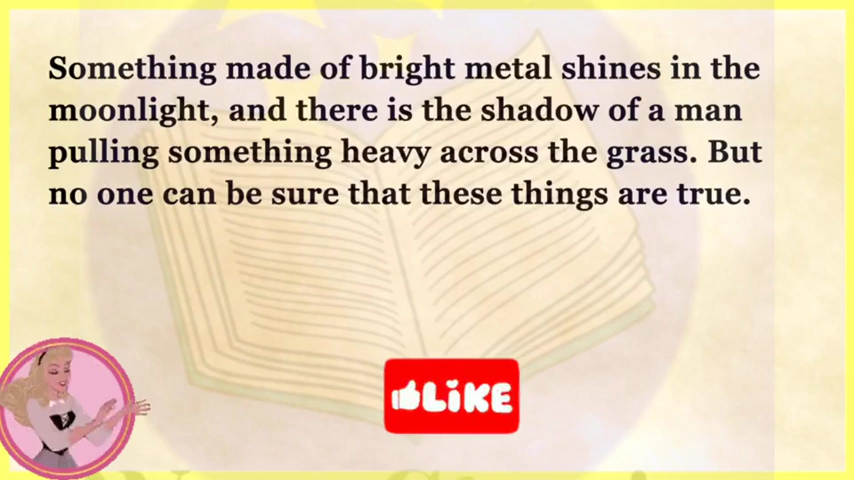 Something made of bright metal shines in the
moonlight, and there is the shadow of a man
pulling something heavy across the grass. But
no one can be sure that these things are true.
LiKE